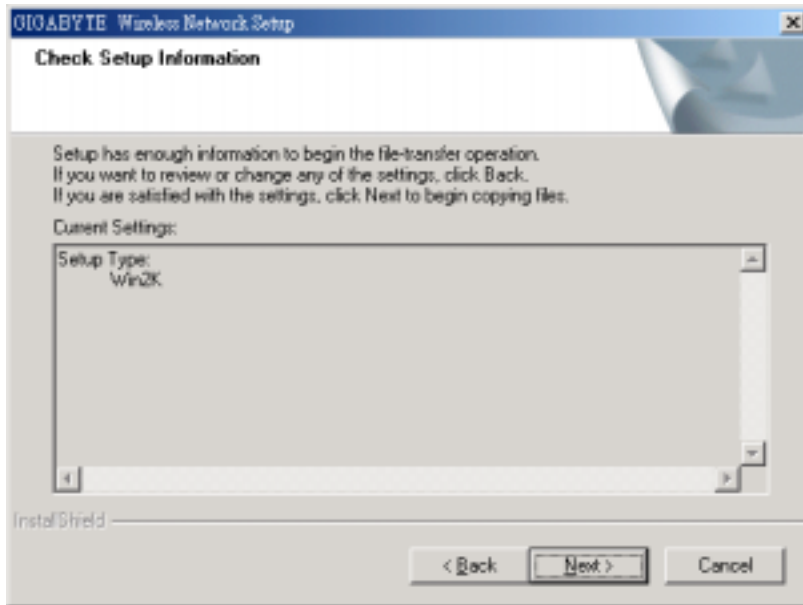 GIGABYTE Wireless Network Setup
Check Setup Information
Setup has enough information to begin the file-transfer operation.
If you want to review or change any of the settings, click Back.
If you are satisfied with the settings, click Next to begin copying files.
Current Settings:
Setup Type:
Win2K
InstallShield
< Back
Next >
Cancel